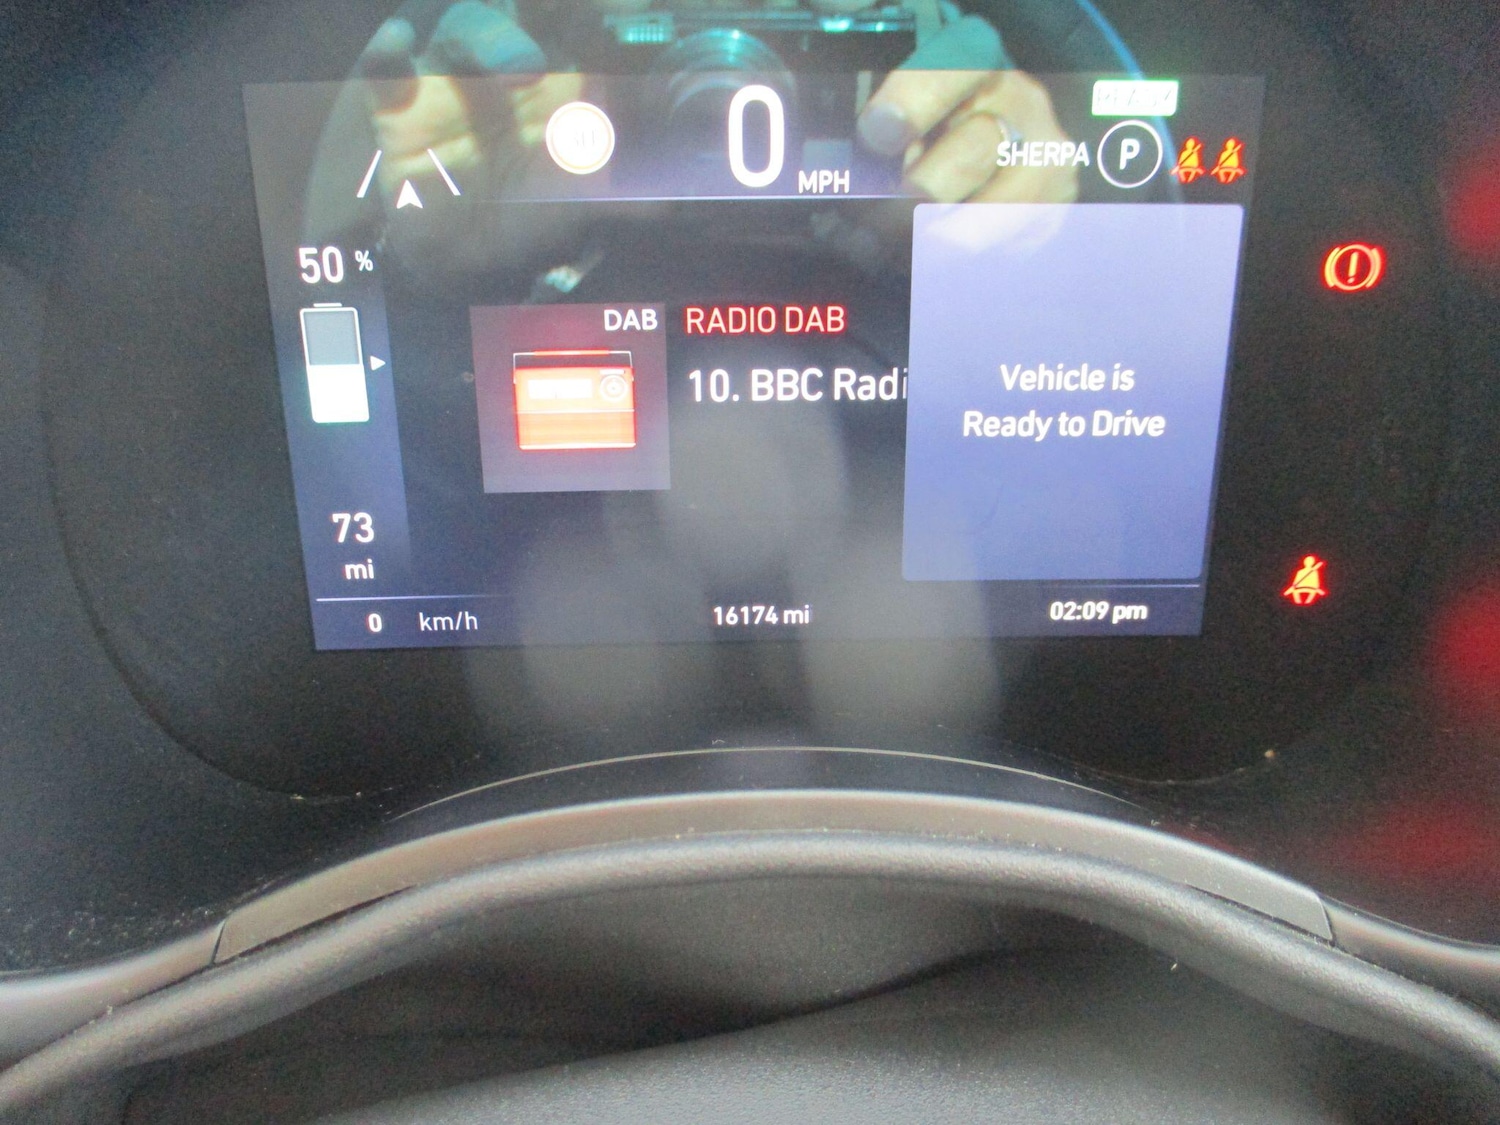 0
MPH
SHERPA
P
50 %
DAB
RADIO DAB
10. BBC Radi
Vehicle is
Ready to Drive
73
mi
0 km/h
16174 mi
02:09 pm